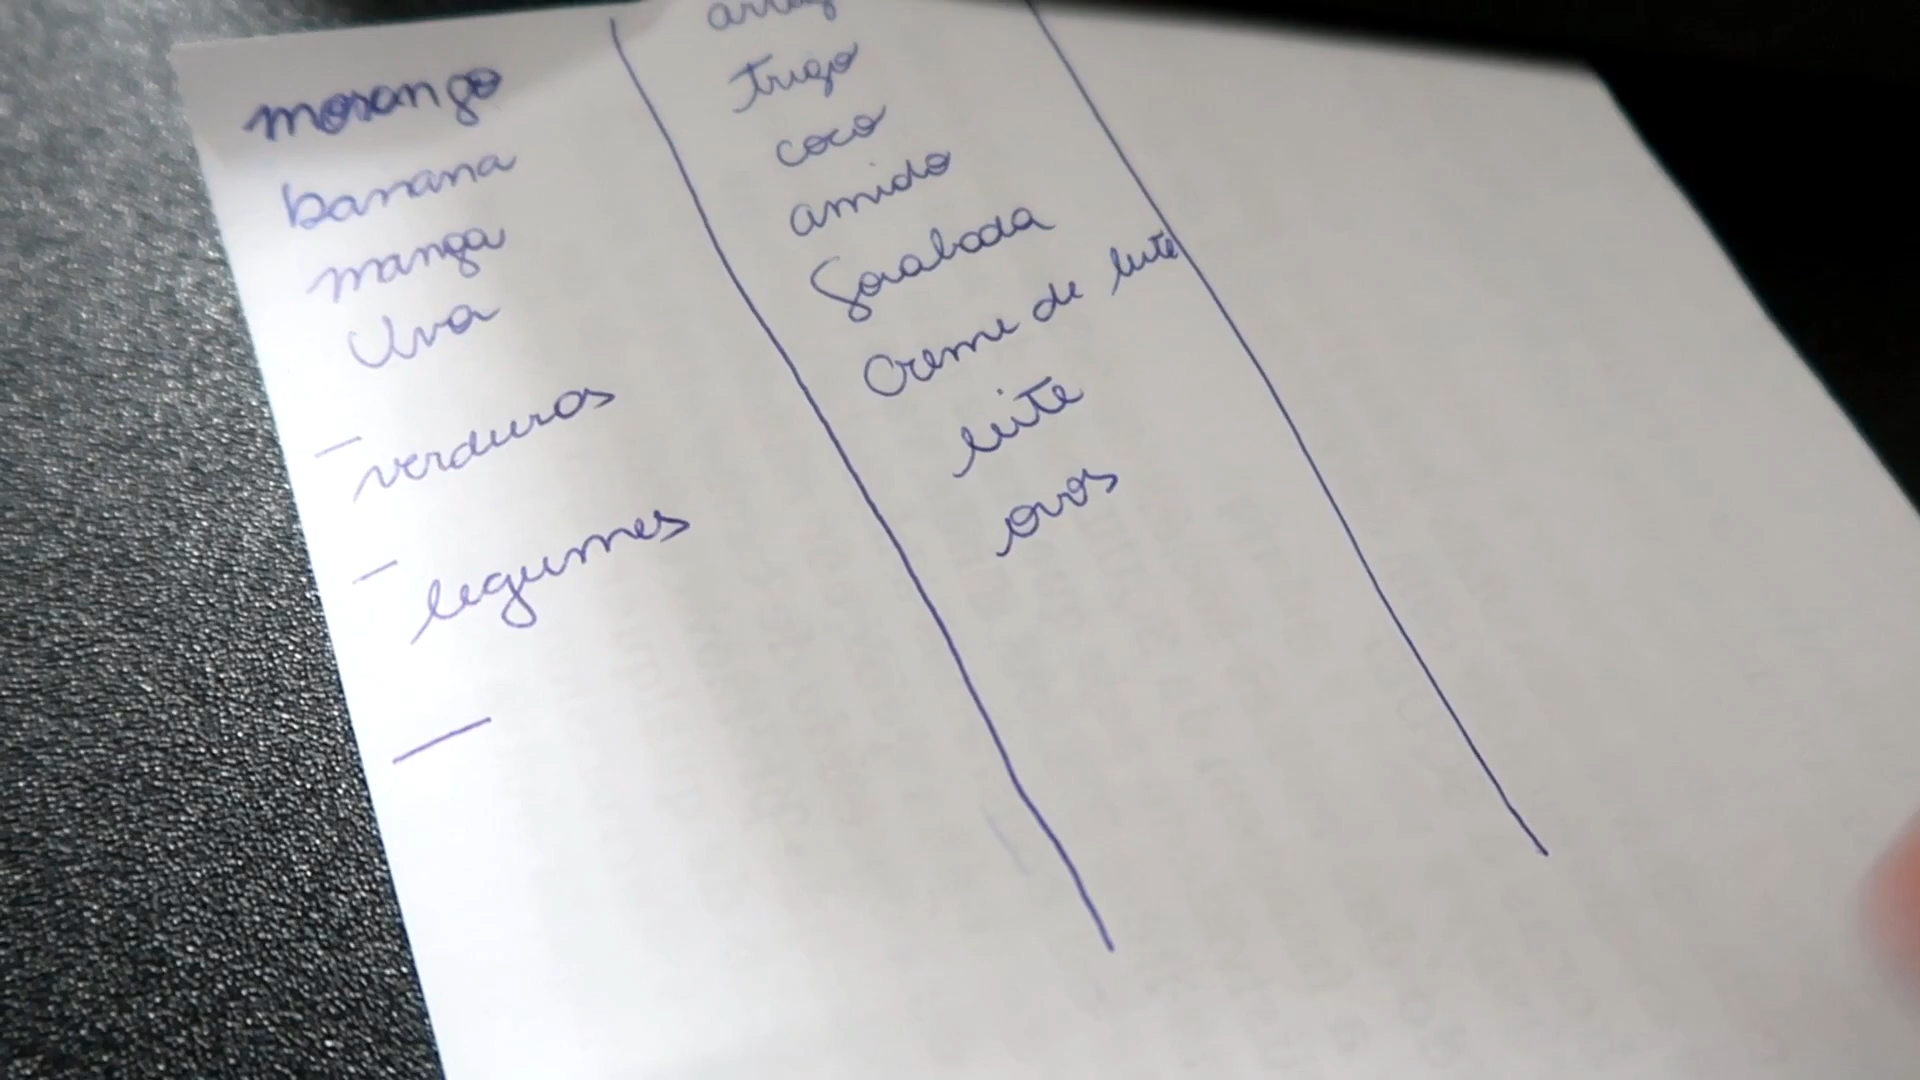 morango
banana
manga
Uva
- verduras
- legumes
trigo
coco
amido
Goiabada
Creme de leite
leite
ovos